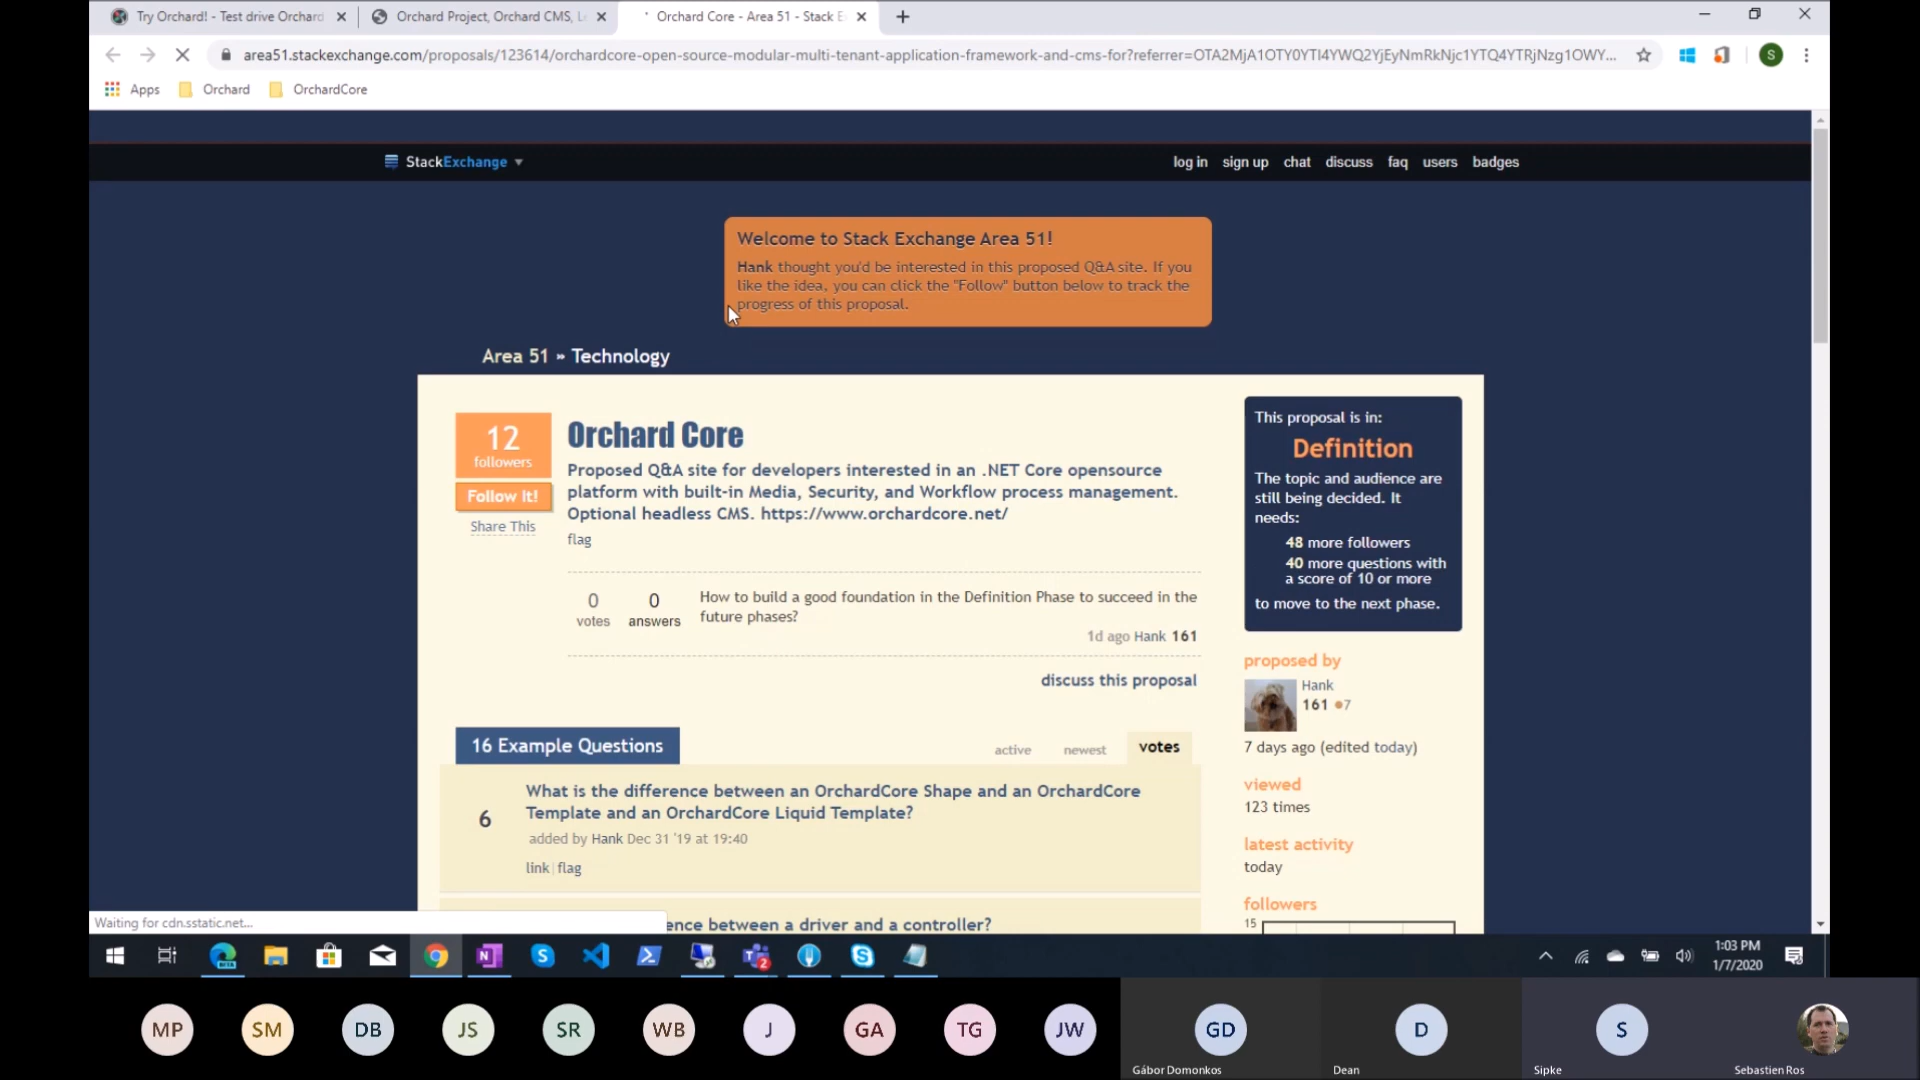 Try Orchard! - Test drive Orchard
Orchard Project, Orchard CMS, L
Orchard Core - Area 51 - Stack E
area51.stackexchange.com/proposals/123614/orchardcore-open-source-modular-multi-tenant-application-framework-and-cms-for?referrer=OTA2MjA1OTY0YTI4YWQ2YjEyNmRkNjc1YTQ4YTRjNzg1OWY...
S
Apps
Orchard
OrchardCore
StackExchange
log in
sign up
chat
discuss
faq
users
badges
Welcome to Stack Exchange Area 51!
Hank thought you'd be interested in this proposed Q&A site. If you
like the idea, you can click the "Follow" button below to track the
progress of this proposal.
Area 51 » Technology
12
followers
Follow It!
Share This
Orchard Core
Proposed Q&A site for developers interested in an .NET Core opensource
platform with built-in Media, Security, and Workflow process management.
Optional headless CMS. https://www.orchardcore.net/
flag
0
votes
0
answers
How to build a good foundation in the Definition Phase to succeed in the
future phases?
1d ago Hank 161
discuss this proposal
16 Example Questions
active
newest
votes
6
What is the difference between an OrchardCore Shape and an OrchardCore
Template and an OrchardCore Liquid Template?
added by Hank Dec 31 '19 at 19:40
link
flag
ence between a driver and a controller?
This proposal is in:
Definition
The topic and audience are
still being decided. It
needs:
48 more followers
40 more questions with
a score of 10 or more
to move to the next phase.
proposed by
Hank
161 ●7
7 days ago (edited today)
viewed
123 times
latest activity
today
followers
15
Waiting for cdn.sstatic.net...
1:03 PM
1/7/2020
MP
SM
DB
JS
SR
WB
J
GA
TG
JW
GD
D
S
Gábor Domonkos
Dean
Sipke
Sebastien Ros